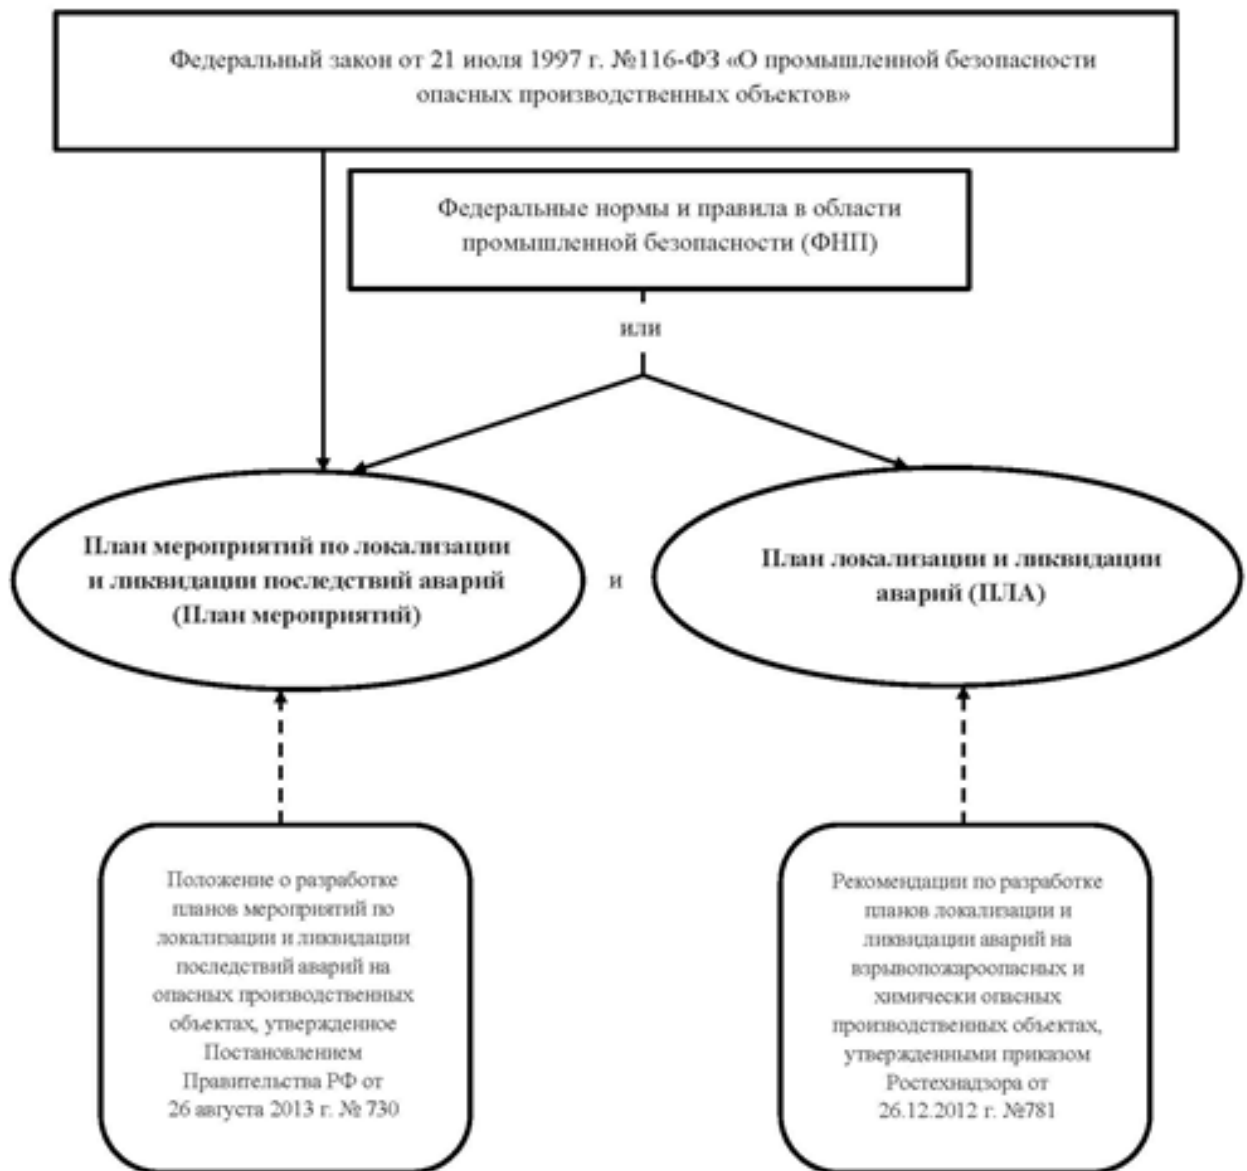 Федеральный закон от 21 июля 1997 г. №116-ФЗ «О промышленной безопасности
опасных производственных объектов»
Федеральные нормы и правила в области
промышленной безопасности (ФНП)
или
План мероприятий по локализации
и ликвидации последствий аварий
(План мероприятий)
и
План локализации и ликвидации
аварий (ПЛА)
Положение о разработке
планов мероприятий по
локализации и ликвидации
последствий аварий на
опасных производственных
объектах, утвержденное
Постановлением
Правительства РФ от
26 августа 2013 г. № 730
Рекомендации по разработке
планов локализации и
ликвидации аварий на
взрывопожароопасных и
химически опасных
производственных объектах,
утвержденными приказом
Ростехнадзора от
26.12.2012 г. №781